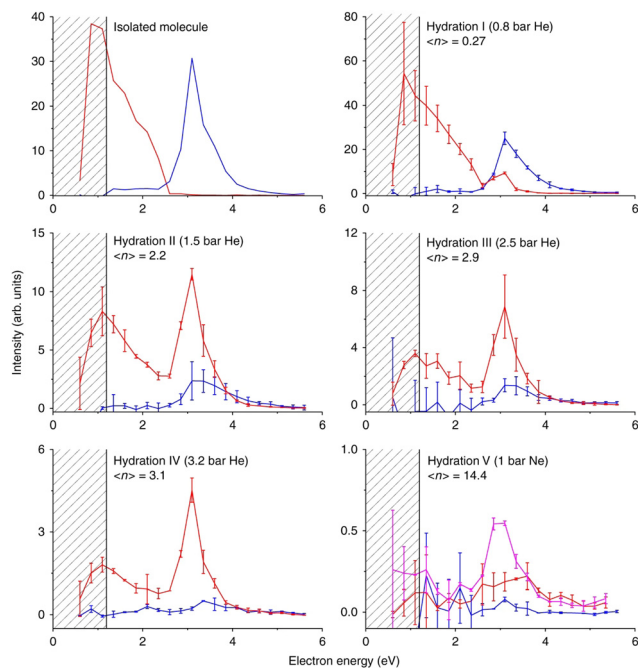 Isolated molecule
40
30
20
10
0
0 2 4 6
Hydration I (0.8 bar He)
<n> = 0.27
80
60
40
20
0
0 2 4 6
Intensity (arb. units)
Hydration II (1.5 bar He)
<n> = 2.2
15
10
5
0
0 2 4 6
Hydration III (2.5 bar He)
<n> = 2.9
12
8
4
0
0 2 4 6
Hydration IV (3.2 bar He)
<n> = 3.1
6
3
0
0 2 4 6
Hydration V (1 bar Ne)
<n> = 14.4
1.0
0.5
0.0
0 2 4 6
Electron energy (eV)